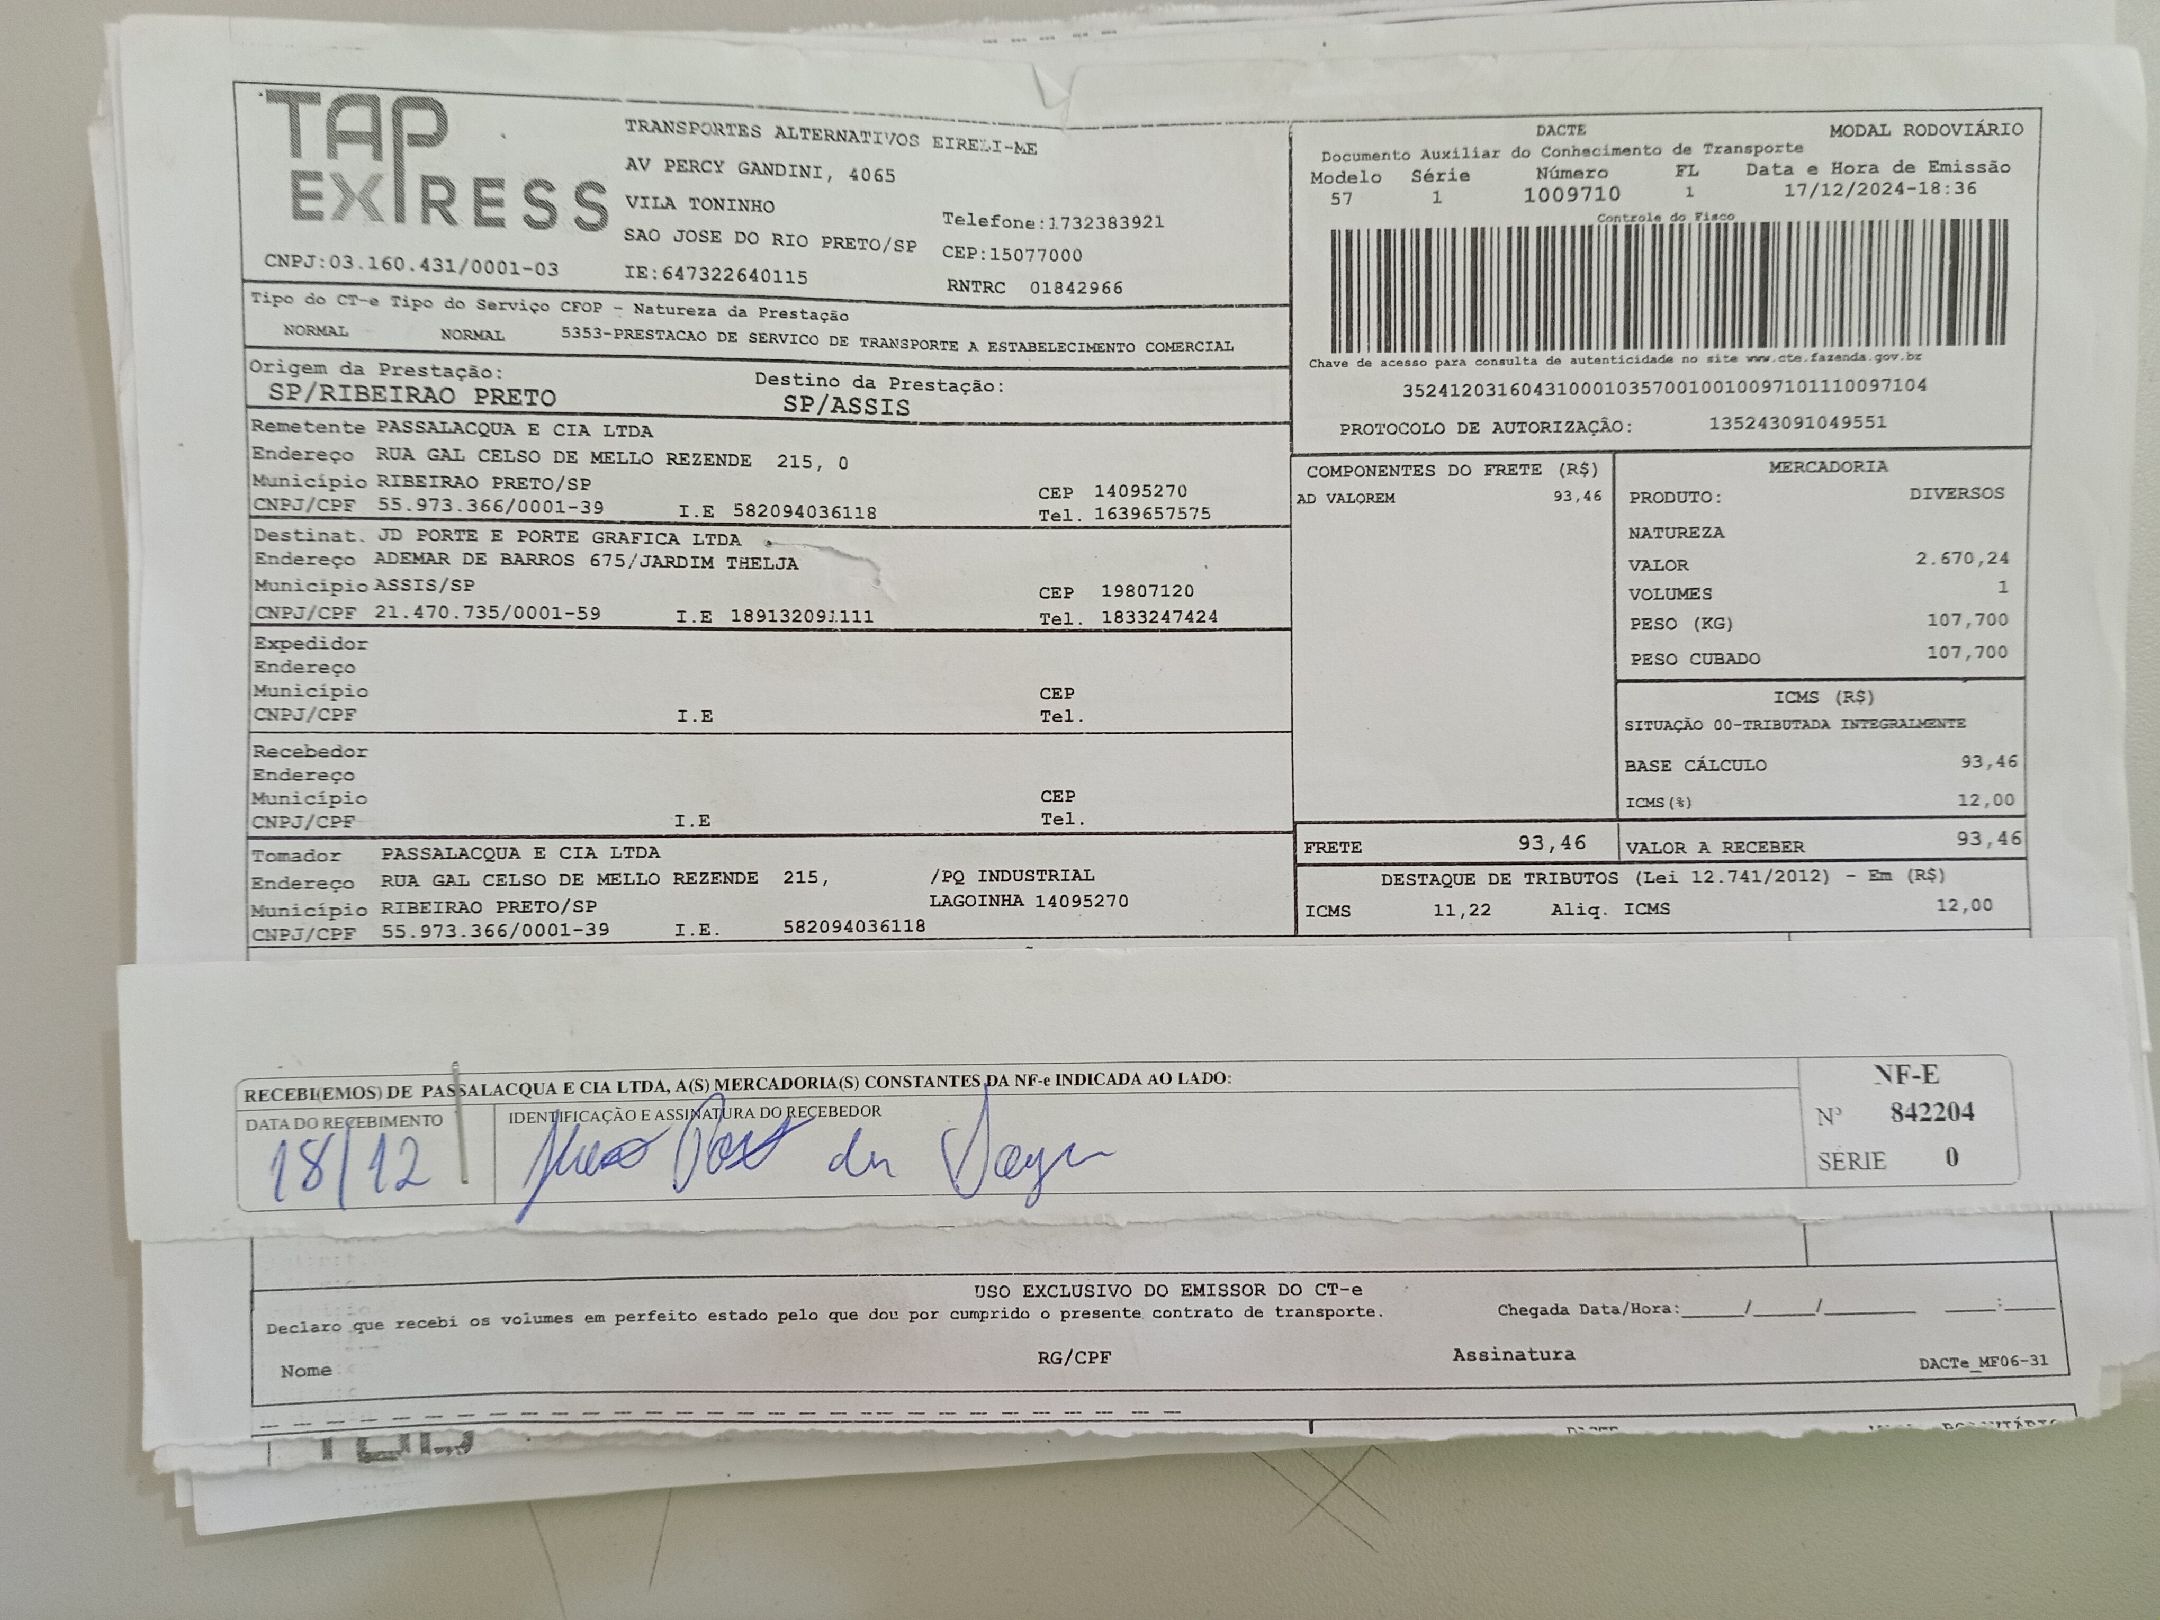 TAP
EXPRESS
CNPJ:03.160.431/0001-03
TRANSPORTES ALTERNATIVOS EIRELI-ME
AV PERCY GANDINI, 4065
VILA TONINHO
SAO JOSE DO RIO PRETO/SP
IE:647322640115
Telefone:1732383921
CEP:15077000
RNTRC 01842966
DACTE MODAL RODOVIÁRIO
Documento Auxiliar do Conhecimento de Transporte
Modelo Série Número FL Data e Hora de Emissão
57 1 1009710 1 17/12/2024-18:36
Controle do Fisco
Chave de acesso para consulta de autenticidade no site www.cte.fazenda.gov.br
35241203160431000103570010010097101110097104
PROTOCOLO DE AUTORIZAÇÃO: 135243091049551
Tipo do CT-e Tipo do Serviço CFOP - Natureza da Prestação
NORMAL NORMAL 5353-PRESTACAO DE SERVICO DE TRANSPORTE A ESTABELECIMENTO COMERCIAL
Origem da Prestação: Destino da Prestação:
SP/RIBEIRAO PRETO SP/ASSIS
Remetente PASSALACQUA E CIA LTDA
Endereço RUA GAL CELSO DE MELLO REZENDE 215, 0
Município RIBEIRAO PRETO/SP CEP 14095270
CNPJ/CPF 55.973.366/0001-39 I.E 582094036118 Tel. 1639657575
Destinat. JD PORTE E PORTE GRAFICA LTDA
Endereço ADEMAR DE BARROS 675/JARDIM THELJA
Município ASSIS/SP CEP 19807120
CNPJ/CPF 21.470.735/0001-59 I.E 189132091111 Tel. 1833247424
Expedidor
Endereço
Município CEP
CNPJ/CPF I.E Tel.
Recebedor
Endereço
Município CEP
CNPJ/CPF I.E Tel.
Tomador PASSALACQUA E CIA LTDA
Endereço RUA GAL CELSO DE MELLO REZENDE 215, /PQ INDUSTRIAL
Município RIBEIRAO PRETO/SP LAGOINHA 14095270
CNPJ/CPF 55.973.366/0001-39 I.E. 582094036118
COMPONENTES DO FRETE (R$)
AD VALOREM 93,46
MERCADORIA
PRODUTO: DIVERSOS
NATUREZA
VALOR 2.670,24
VOLUMES 1
PESO (KG) 107,700
PESO CUBADO 107,700
ICMS (R$)
SITUAÇÃO 00-TRIBUTADA INTEGRALMENTE
BASE CÁLCULO 93,46
ICMS(%) 12,00
FRETE 93,46 VALOR A RECEBER 93,46
DESTAQUE DE TRIBUTOS (Lei 12.741/2012) - Em (R$)
ICMS 11,22 Aliq. ICMS 12,00
RECEBI(EMOS) DE PASSALACQUA E CIA LTDA, A(S) MERCADORIA(S) CONSTANTES DA NF-e INDICADA AO LADO:
DATA DO RECEBIMENTO IDENTIFICAÇÃO E ASSINATURA DO RECEBEDOR
18/12
NF-E
Nº 842204
SÉRIE 0
USO EXCLUSIVO DO EMISSOR DO CT-e
Declaro que recebi os volumes em perfeito estado pelo que dou por cumprido o presente contrato de transporte. Chegada Data/Hora:____/____/______ ____:____
Nome RG/CPF Assinatura DACTe_MF06-31